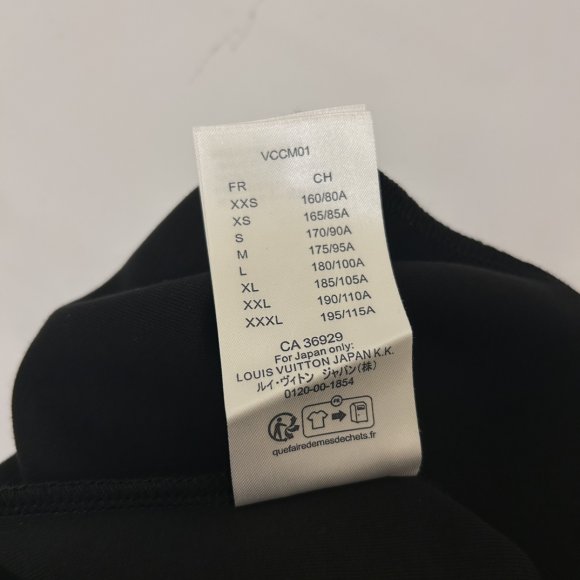 VCCM01
FR CH
XXS 160/80A
XS 165/85A
S 170/90A
M 175/95A
L 180/100A
XL 185/105A
XXL 190/110A
XXXL 195/115A
CA 36929
For Japan only:
LOUIS VUITTON JAPAN K.K.
ルイ・ヴィトン ジャパン(株)
0120-00-1854
FR
quefairedemesdechets.fr